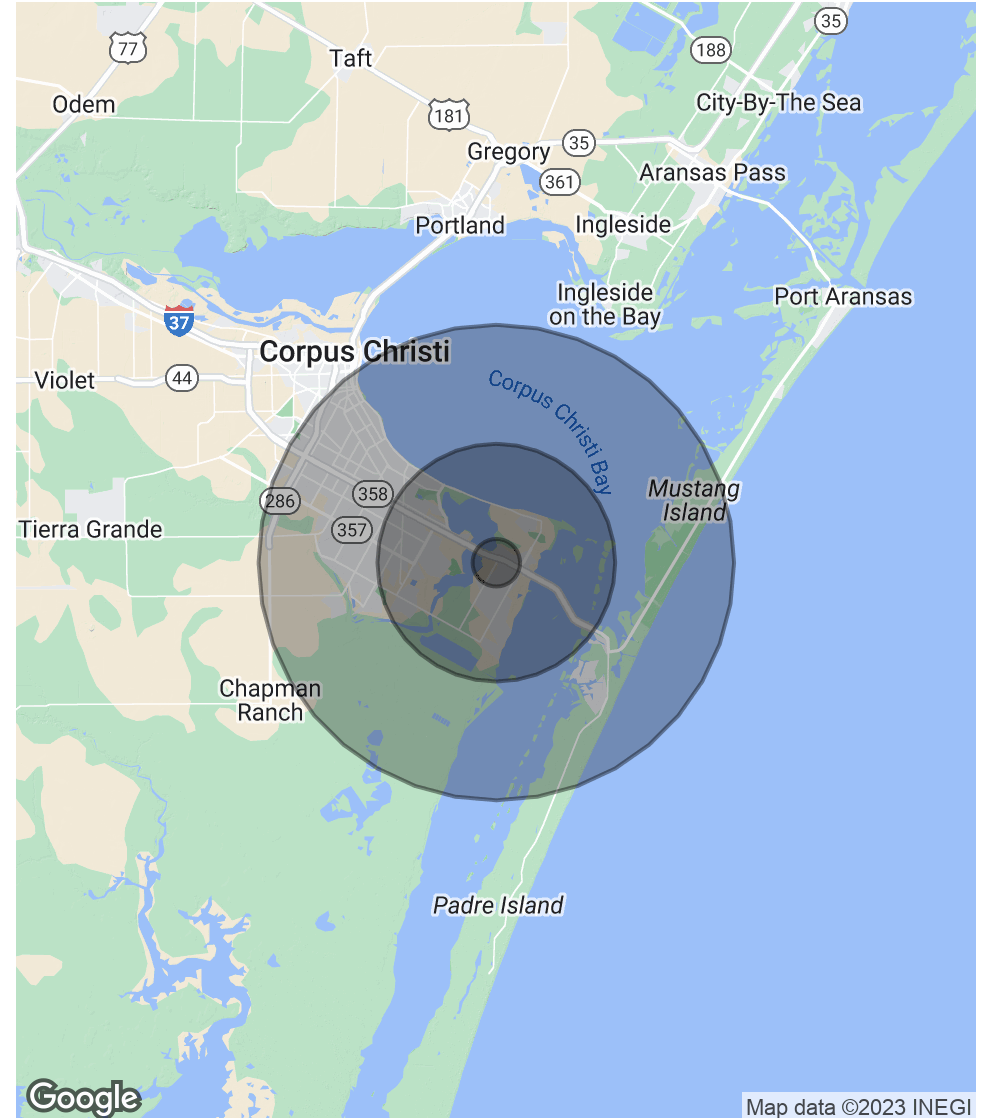 35
77
188
Taft
Odem
City-By-The Sea
181
35
Gregory
Aransas Pass
361
Portland
Ingleside
Ingleside
on the Bay
Port Aransas
37
Corpus Christi
Violet
44
Corpus Christi Bay
Mustang
Island
286
358
357
Tierra Grande
Chapman
Ranch
Padre Island
Google
Map data ©2023 INEGI